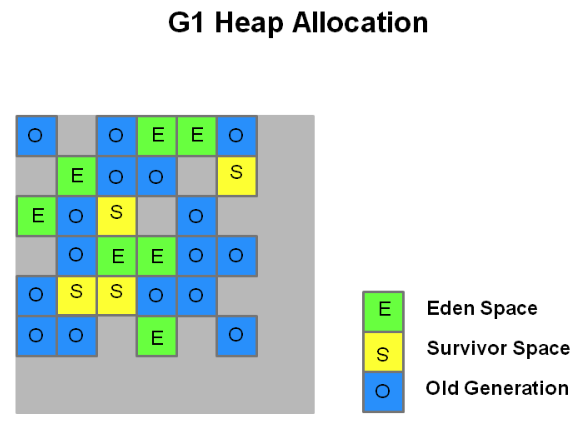 G1 Heap Allocation
O O E E O
E O O S
E O S O
O E E O O
O S S O O
O O E O
E Eden Space
S Survivor Space
O Old Generation